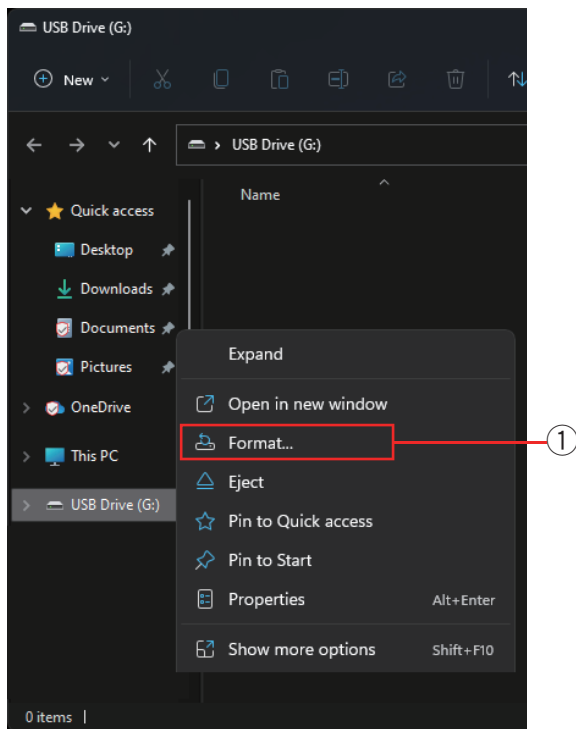 USB Drive (G:)
New
USB Drive (G:)
Name
Quick access
Desktop
Downloads
Documents
Pictures
OneDrive
This PC
USB Drive (G:)
Expand
Open in new window
Format...
Eject
Pin to Quick access
Pin to Start
Properties Alt+Enter
Show more options Shift+F10
①
0 items